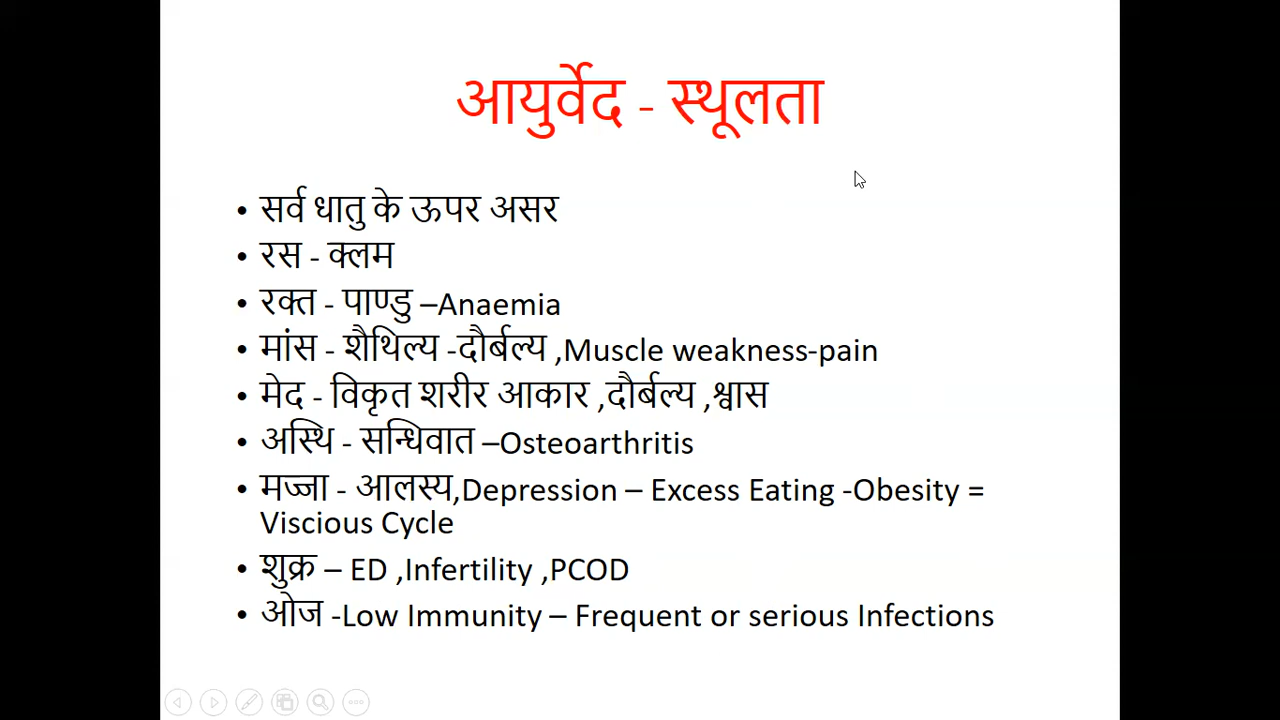 आयुर्वेद - स्थूलता
• सर्व धातु के ऊपर असर
• रस - क्लम
• रक्त - पाण्डु –Anaemia
• मांस - शैथिल्य -दौर्बल्य ,Muscle weakness-pain
• मेद - विकृत शरीर आकार ,दौर्बल्य ,श्वास
• अस्थि - सन्धिवात –Osteoarthritis
• मज्जा - आलस्य,Depression – Excess Eating -Obesity =
Viscious Cycle
• शुक्र – ED ,Infertility ,PCOD
• ओज -Low Immunity – Frequent or serious Infections